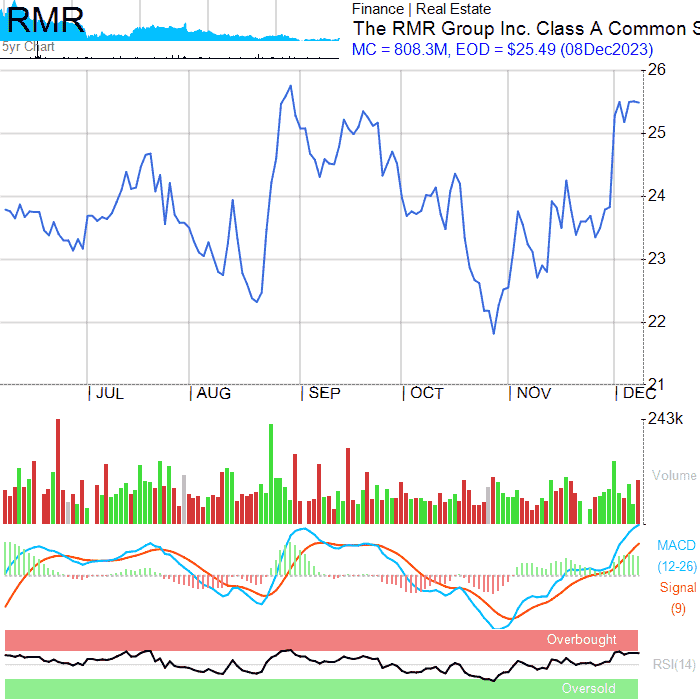 RMR
5yr Chart
Finance | Real Estate
The RMR Group Inc. Class A Common S
MC = 808.3M, EOD = $25.49 (08Dec2023)
26
25
24
23
22
21
JUL AUG SEP OCT NOV DEC
243k
Volume
MACD
(12-26)
Signal
(9)
Overbought
RSI(14)
Oversold